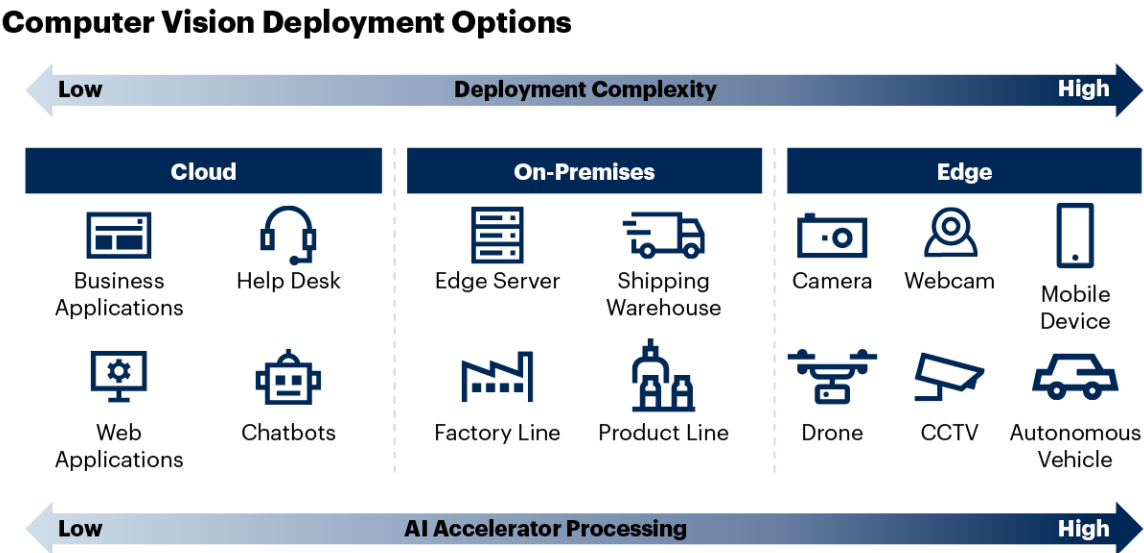 Computer Vision Deployment Options
Low Deployment Complexity High
Cloud On-Premises Edge
Business Applications
Help Desk
Edge Server
Shipping Warehouse
Camera
Webcam
Mobile Device
Web Applications
Chatbots
Factory Line
Product Line
Drone
CCTV
Autonomous Vehicle
Low AI Accelerator Processing High